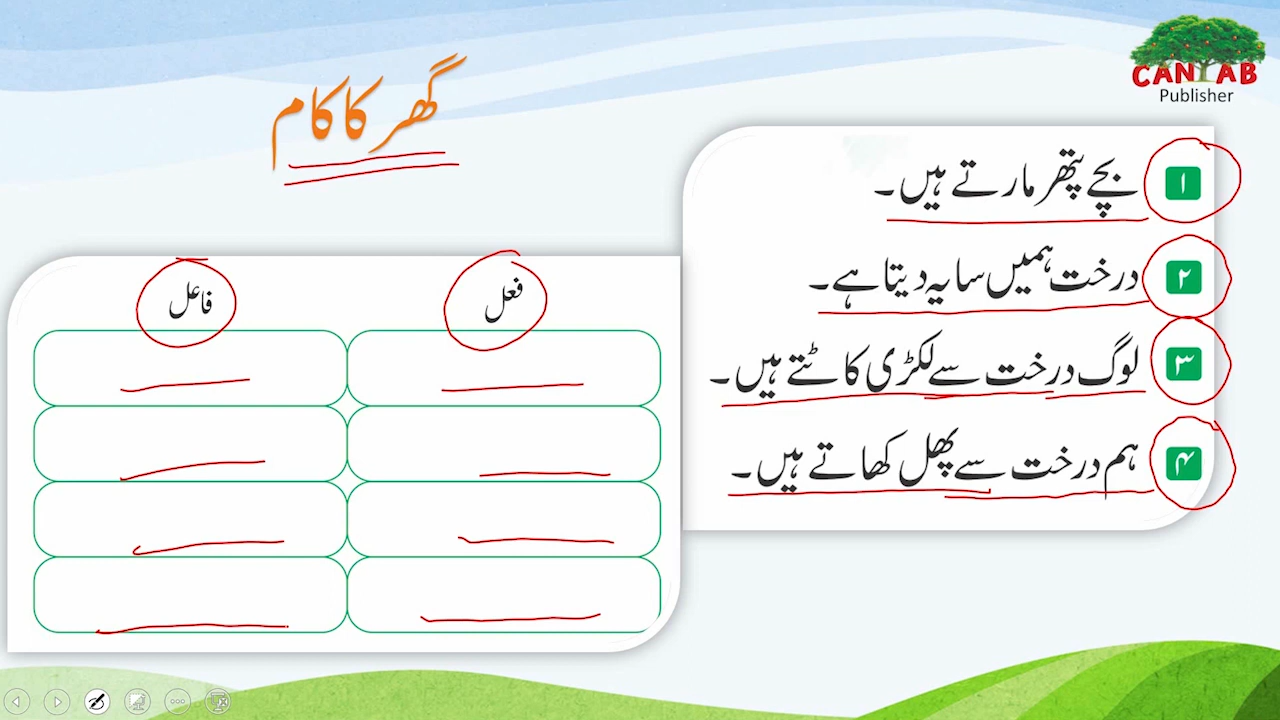 CANTAB
Publisher
گھر کا کام
۱ بچے پتھر مارتے ہیں۔
۲ درخت ہمیں سایہ دیتا ہے۔
۳ لوگ درخت سے لکڑی کاٹتے ہیں۔
۴ ہم درخت سے پھل کھاتے ہیں۔
فعل فاعل